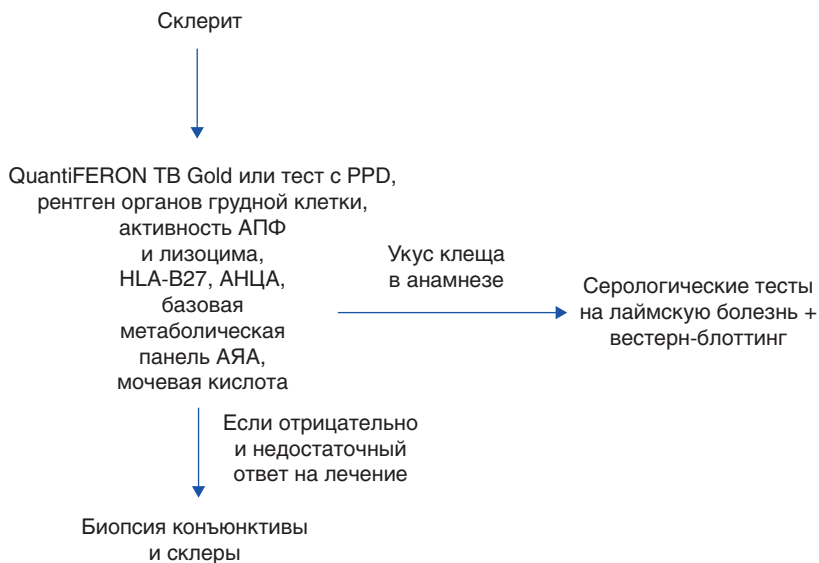 Склерит
QuantiFERON TB Gold или тест с PPD,
рентген органов грудной клетки,
активность АПФ
и лизоцима,
HLA-B27, АНЦА,
базовая
метаболическая
панель АЯА,
мочевая кислота
Укус клеща
в анамнезе
Серологические тесты
на лаймскую болезнь +
вестерн-блоттинг
Если отрицательно
и недостаточный
ответ на лечение
Биопсия конъюнктивы
и склеры